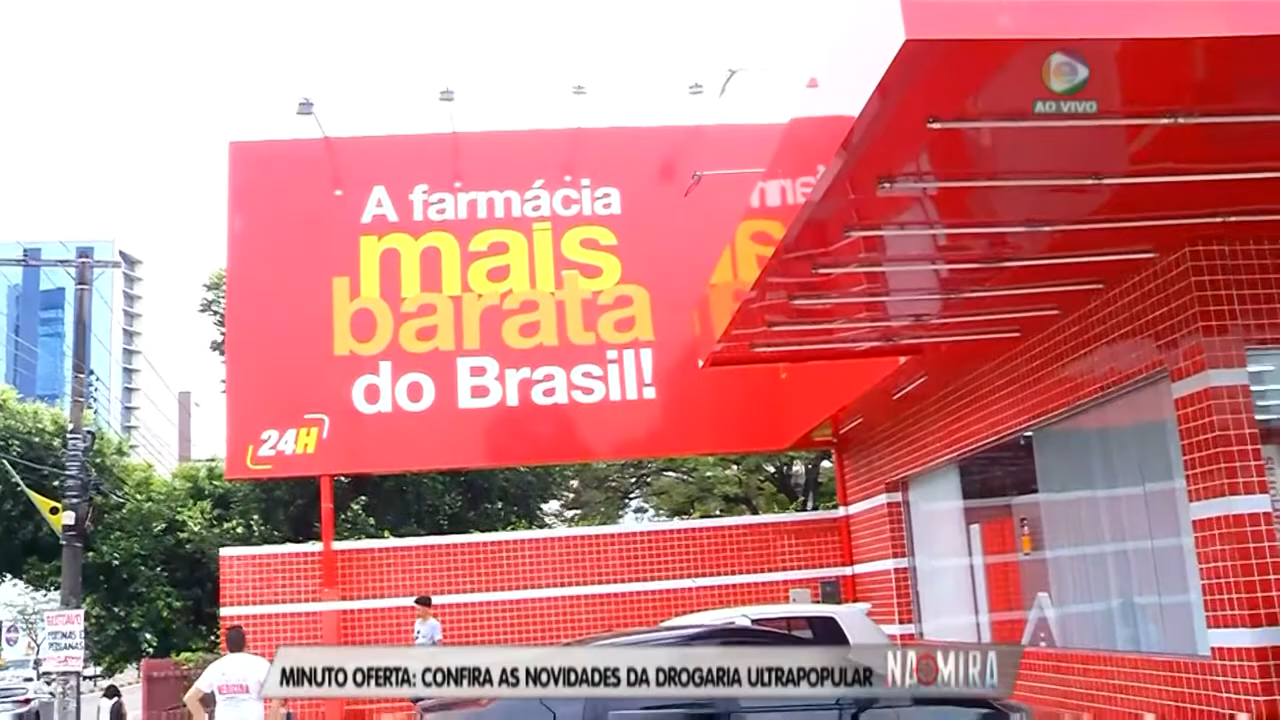 AO VIVO
A farmácia
mais
barata
do Brasil!
24H
MINUTO OFERTA: CONFIRA AS NOVIDADES DA DROGARIA ULTRAPOPULAR
NA MIRA